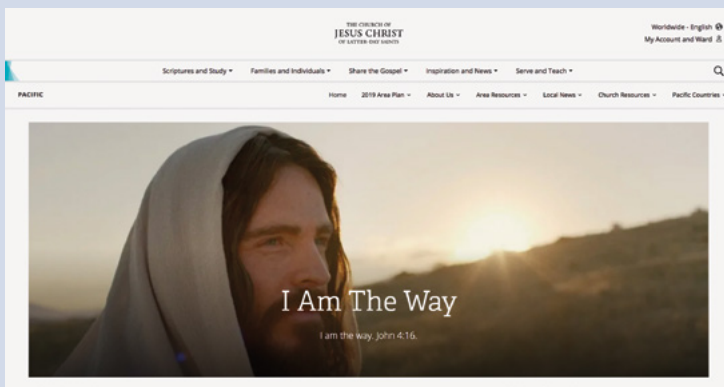 THE CHURCH OF
JESUS CHRIST
OF LATTER-DAY SAINTS
Worldwide - English
My Account and Ward
Scriptures and Study Families and Individuals Share the Gospel Inspiration and News Serve and Teach
PACIFIC Home 2019 Area Plan About Us Area Resources Local News Church Resources Pacific Countries
I Am The Way
I am the way. John 4:16.